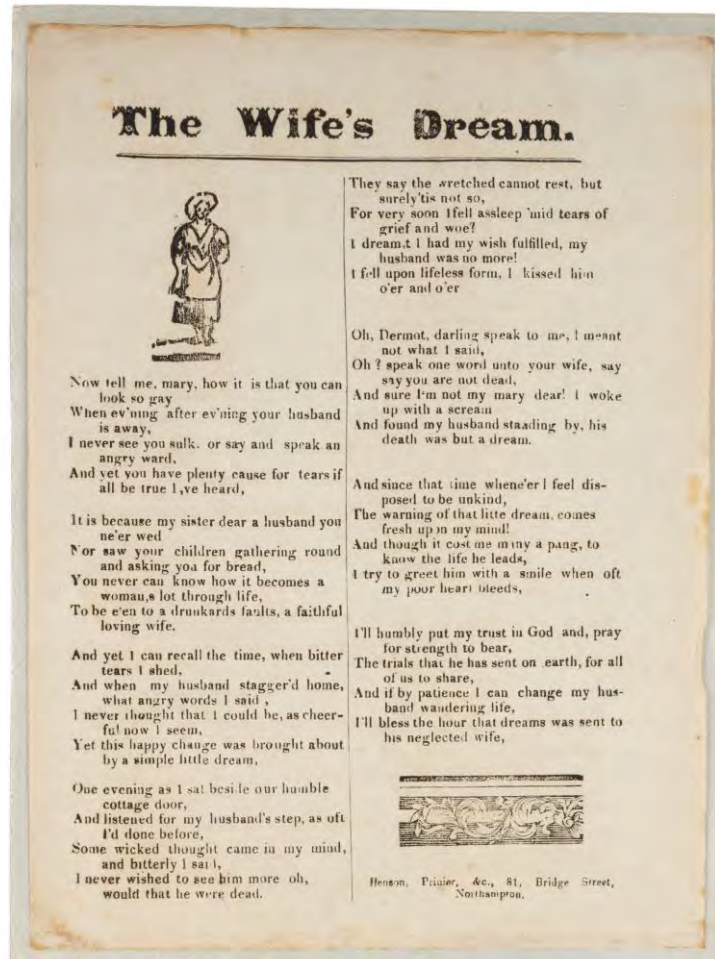 The Wife's Dream.
Now tell me, mary, how it is that you can
look so gay
When ev'ning after ev'ning your husband
is away,
I never see you sulk. or say and speak an
angry ward,
And yet you have plenty cause for tears if
all be true I ,ve heard,
It is because my sister dear a husband you
ne'er wed
Nor saw your children gathering round
and asking you for bread,
You never can know how it becomes a
woman,s lot through life,
To be e'en to a drunkards faults, a faithful
loving wife.
And yet I can recall the time, when bitter
tears I shed,
And when my husband stagger'd home,
what angry words I said ,
I never thought that I could be, as cheer-
ful now I seem,
Yet this happy change was brought about
by a simple little dream,
One evening as I sat beside our humble
cottage door,
And listened for my husband's step, as oft
I'd done before,
Some wicked thought came in my mind,
and bitterly I said,
I never wished to see him more oh,
would that he were dead.
They say the wretched cannot rest, but
surely'tis not so,
For very soon I fell assleep 'mid tears of
grief and woe?
I dream,t I had my wish fulfilled, my
husband was no more!
I fell upon lifeless form, I kissed him
o'er and o'er
Oh, Dermot, darling speak to me, I meant
not what I said,
Oh ? speak one word unto your wife, say
say you are not dead,
And sure I'm not my mary dear! I woke
up with a scream
And found my husband standing by, his
death was but a dream.
And since that time whene'er I feel dis-
posed to be unkind,
The warning of that litte dream, comes
fresh upon my mind!
And though it cost me many a pang, to
know the life he leads,
I try to greet him with a smile when oft
my poor heart bleeds,
I'll humbly put my trust in God and, pray
for strength to bear,
The trials that he has sent on earth, for all
of us to share,
And if by patience I can change my hus-
band wandering life,
I'll bless the hour that dreams was sent to
his neglected wife,
Henson, Printer, &c., 81, Bridge Street,
Northampton.